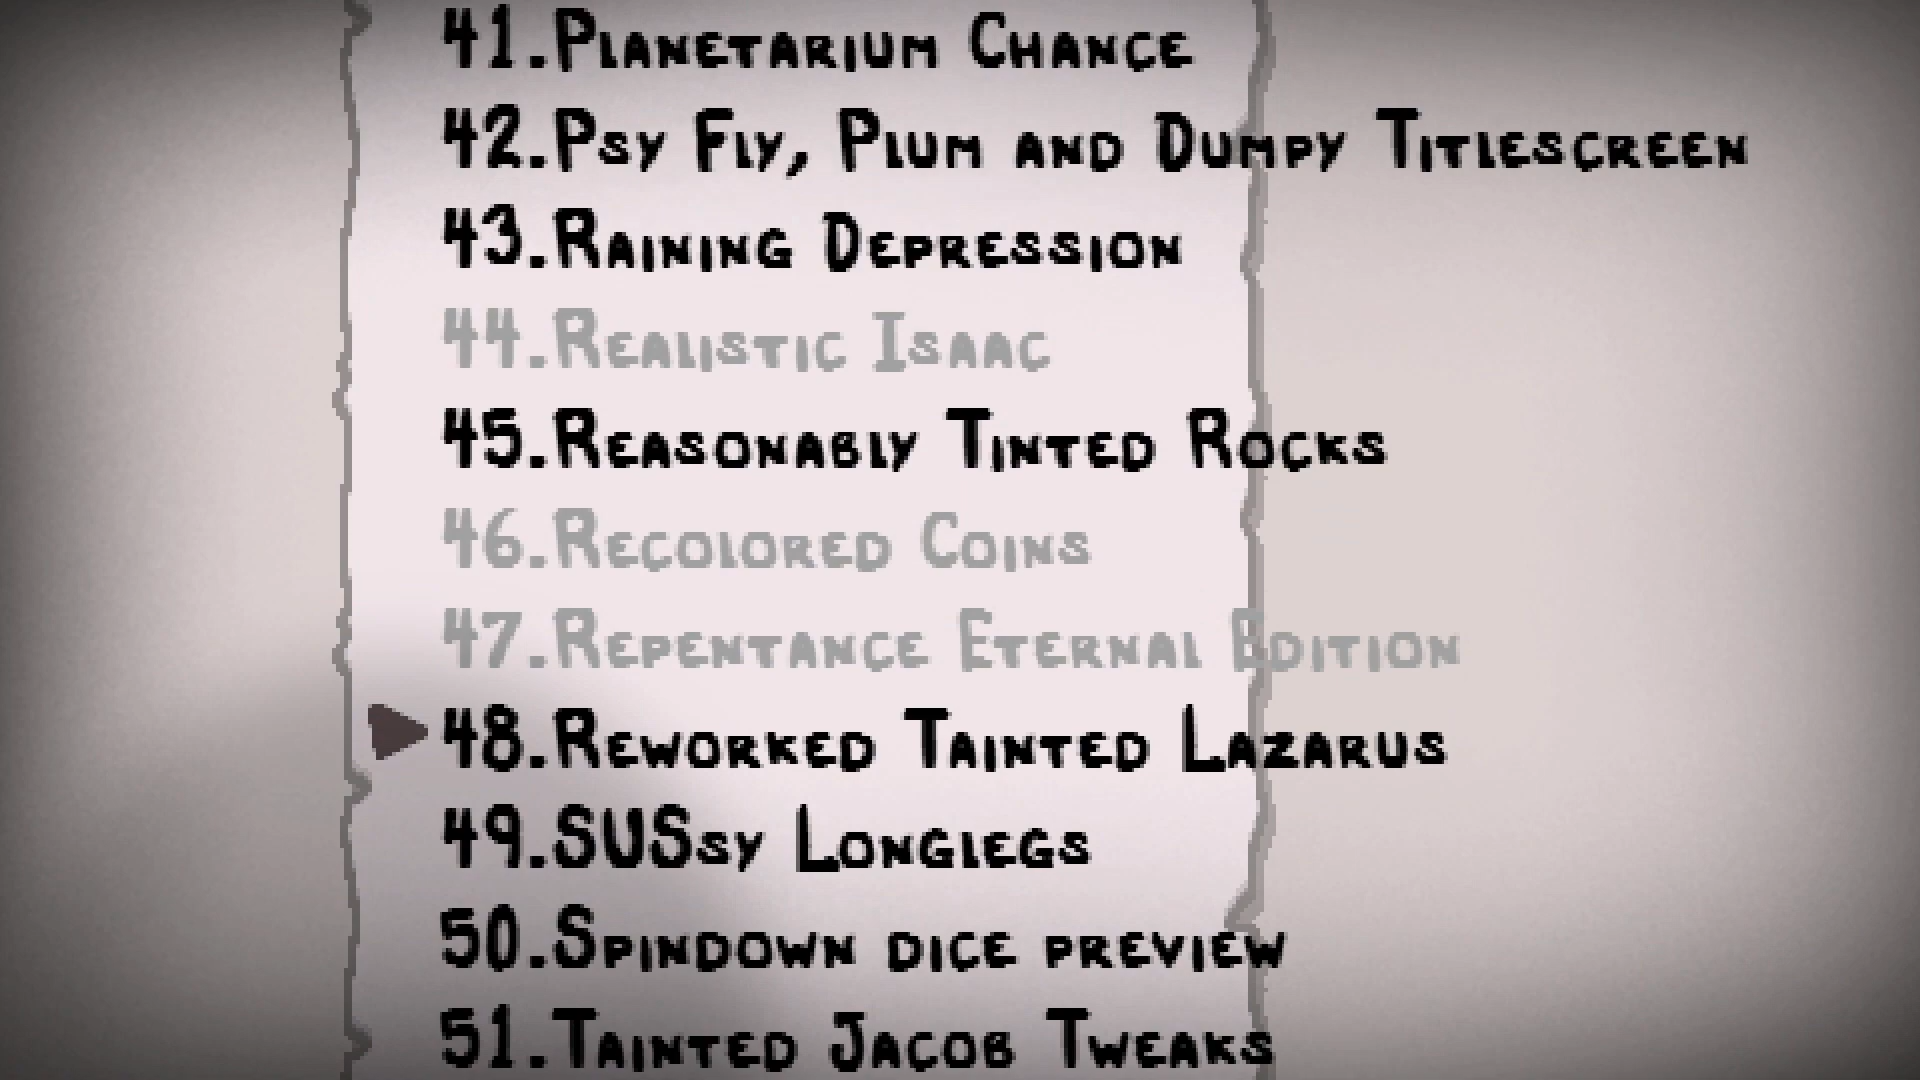 41.Planetarium Chance
42.Psy Fly, Plum and Dumpy Titlescreen
43.Raining Depression
44.Realistic Isaac
45.Reasonably Tinted Rocks
46.Recolored Coins
47.Repentance Eternal Edition
48.Reworked Tainted Lazarus
49.SUSsy Longlegs
50.Spindown dice preview
51.Tainted Jacob Tweaks